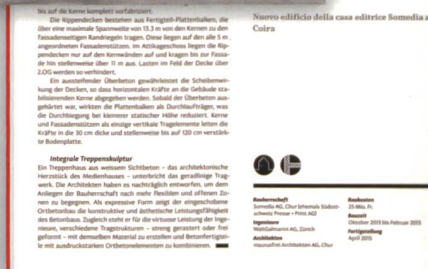 bis auf die Kerne komplett vorfabriziert.
Die Rippendecken bestehen aus Fertigteil-Plattenbalken, die
über eine maximale Spannweite von 13.3 m von den Kernen zu den
Fassadenseitigen Randriegeln tragen. Diese liegen auf den alle 5 m
angeordneten Fassadenstützen. Im Attikageschoss liegen die Rip-
pendecken nur auf den Kernwänden auf und kragen bis zur Fassa-
de hin stellenweise über 11 m aus. Lasten im Feld der Decke über
2.OG werden so verhindert.
Ein aussteifender Überbeton gewährleistet die Scheibenwir-
kung der Decken, so dass horizontale Kräfte an die Gebäude sta-
bilisierenden Kerne abgegeben werden. Sobald der Überbeton aus-
gehärtet war, wirkten die Plattenbalken als Durchlaufträger, was
die Durchbiegung bei kleinerer statischer Höhe reduziert. Kerne
und Fassadenstützen als einzige vertikale Tragelemente leiten die
Kräfte in die 30 cm dicke und stellenweise bis auf 120 cm verstärk-
te Bodenplatte.
Integrale Treppenskulptur
Ein Treppenhaus aus weissem Sichtbeton – das architektonische
Herzstück des Medienhauses – unterbricht das geradlinige Trag-
werk. Die Architekten haben es nachträglich entworfen, um dem
Anliegen der Bauherrschaft nach mehr flexiblen und offenen Zo-
nen zu begegnen. Als expressive Form zeigt der eingeschobene
Ortbetonbau die konstruktive und ästhetische Leistungsfähigkeit
des Betonbaus. Zugleich steht er für die virtuose Leistung der Inge-
nieure, verschiedene Tragstrukturen – streng gerastert oder frei
geformt – mit demselben Material zu erstellen und Betonfertigtei-
le mit ausdrucksstarken Ortbetonelementen zu kombinieren.
Nuovo edificio della casa editrice Somedia a
Coira
Bauherrschaft
Somedia AG, Chur (ehemals Südost-
schweiz Presse + Print AG)
Ingenieur
WaltGalmarini AG, Zürich
Architekten
Hausunfrei Architekten AG, Chur
Baukosten
25 Mio. Fr.
Bauzeit
Oktober 2013 bis Februar 2015
Fertigstellung
April 2015